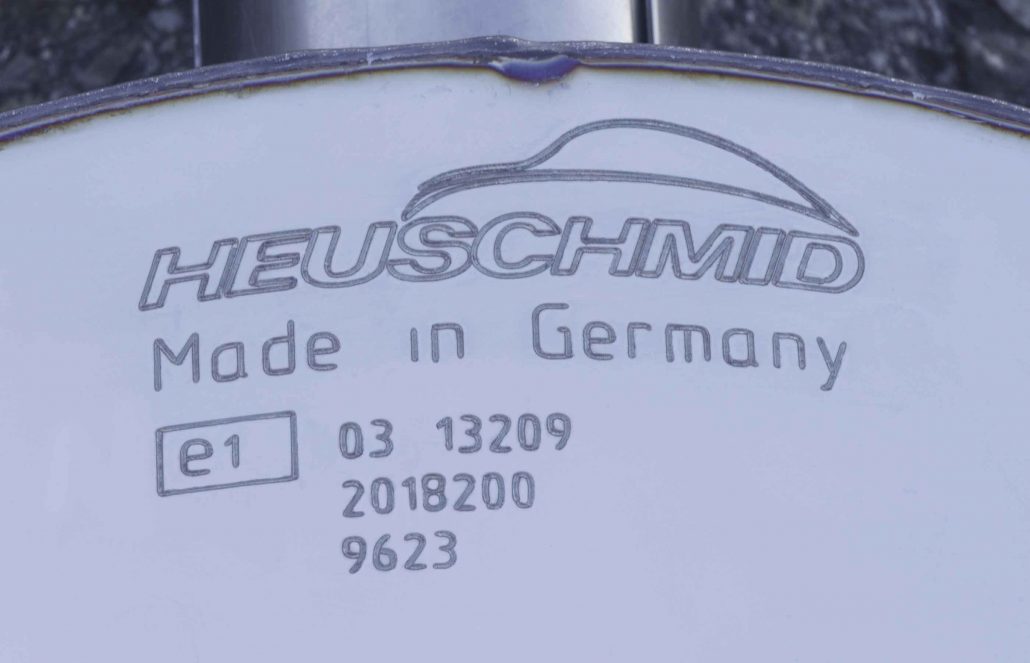 HEUSCHMID
Made in Germany
e1 03 13209
2018200
9623